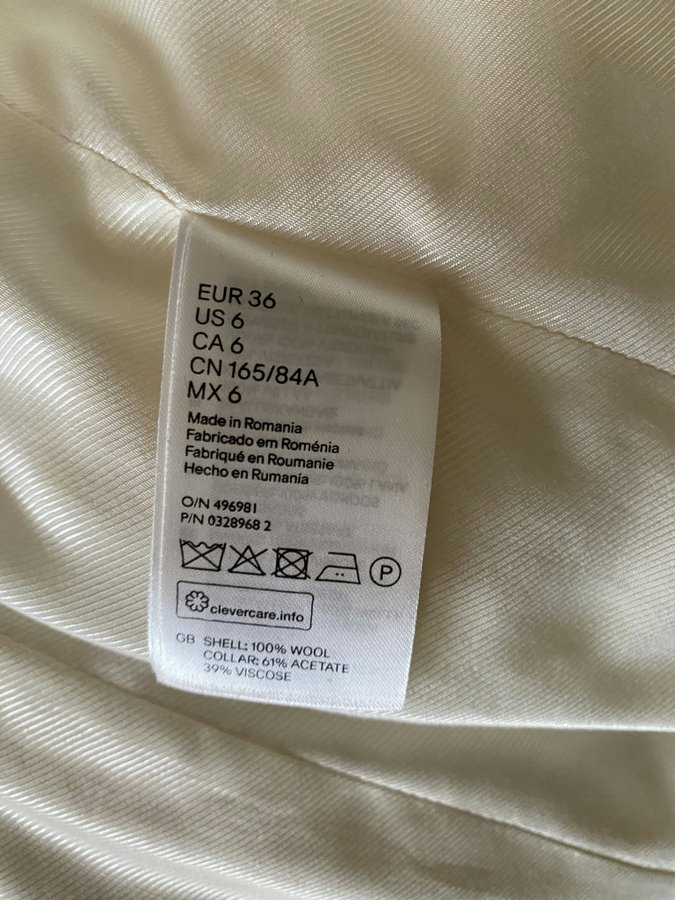 EUR 36
US 6
CA 6
CN 165/84A
MX 6
Made in Romania
Fabricado em Roménia
Fabriqué en Roumanie
Hecho en Rumanía
O/N 496981
P/N 0328968 2
P
clevercare.info
GB SHELL: 100% WOOL
COLLAR: 61% ACETATE
39% VISCOSE